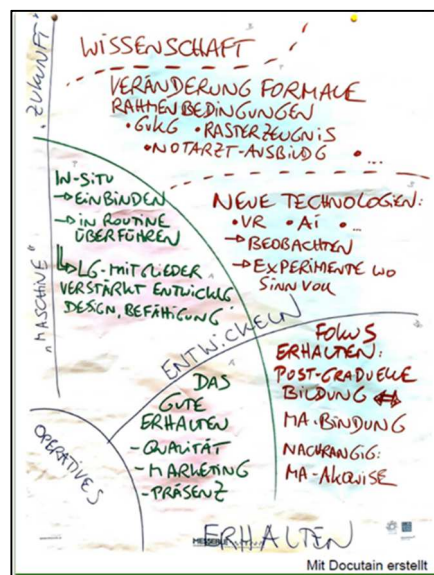 "ZUKUNFT"
WISSENSCHAFT
VERÄNDERUNG FORMALE
RAHMENBEDINGUNGEN
• GUKG • RASTERZEUGNIS
• NOTARZT-AUSBILDG • ...
IN-SITU
→ EINBINDEN
→ IN ROUTINE
ÜBERFÜHREN
↳ LG-MITGLIEDER
VERSTÄRKT ENTWICKLG
DESIGN, BEFÄHIGUNG
NEUE TECHNOLOGIEN:
• VR • AI • ...
→ BEOBACHTEN
→ EXPERIMENTE WO
SINNVOLL
"MASCHINE"
ENTWICKELN
FOKUS
ERHALTEN:
POST-GRADUELLE
BILDUNG ↔
MA-BINDUNG
NACHRANGIG:
MA-AKQUISE
DAS
GUTE
ERHALTEN
- QUALITÄT
- MARKETING
- PRÄSENZ
OPERATIVES
ERHALTEN
Mit Docutain erstellt